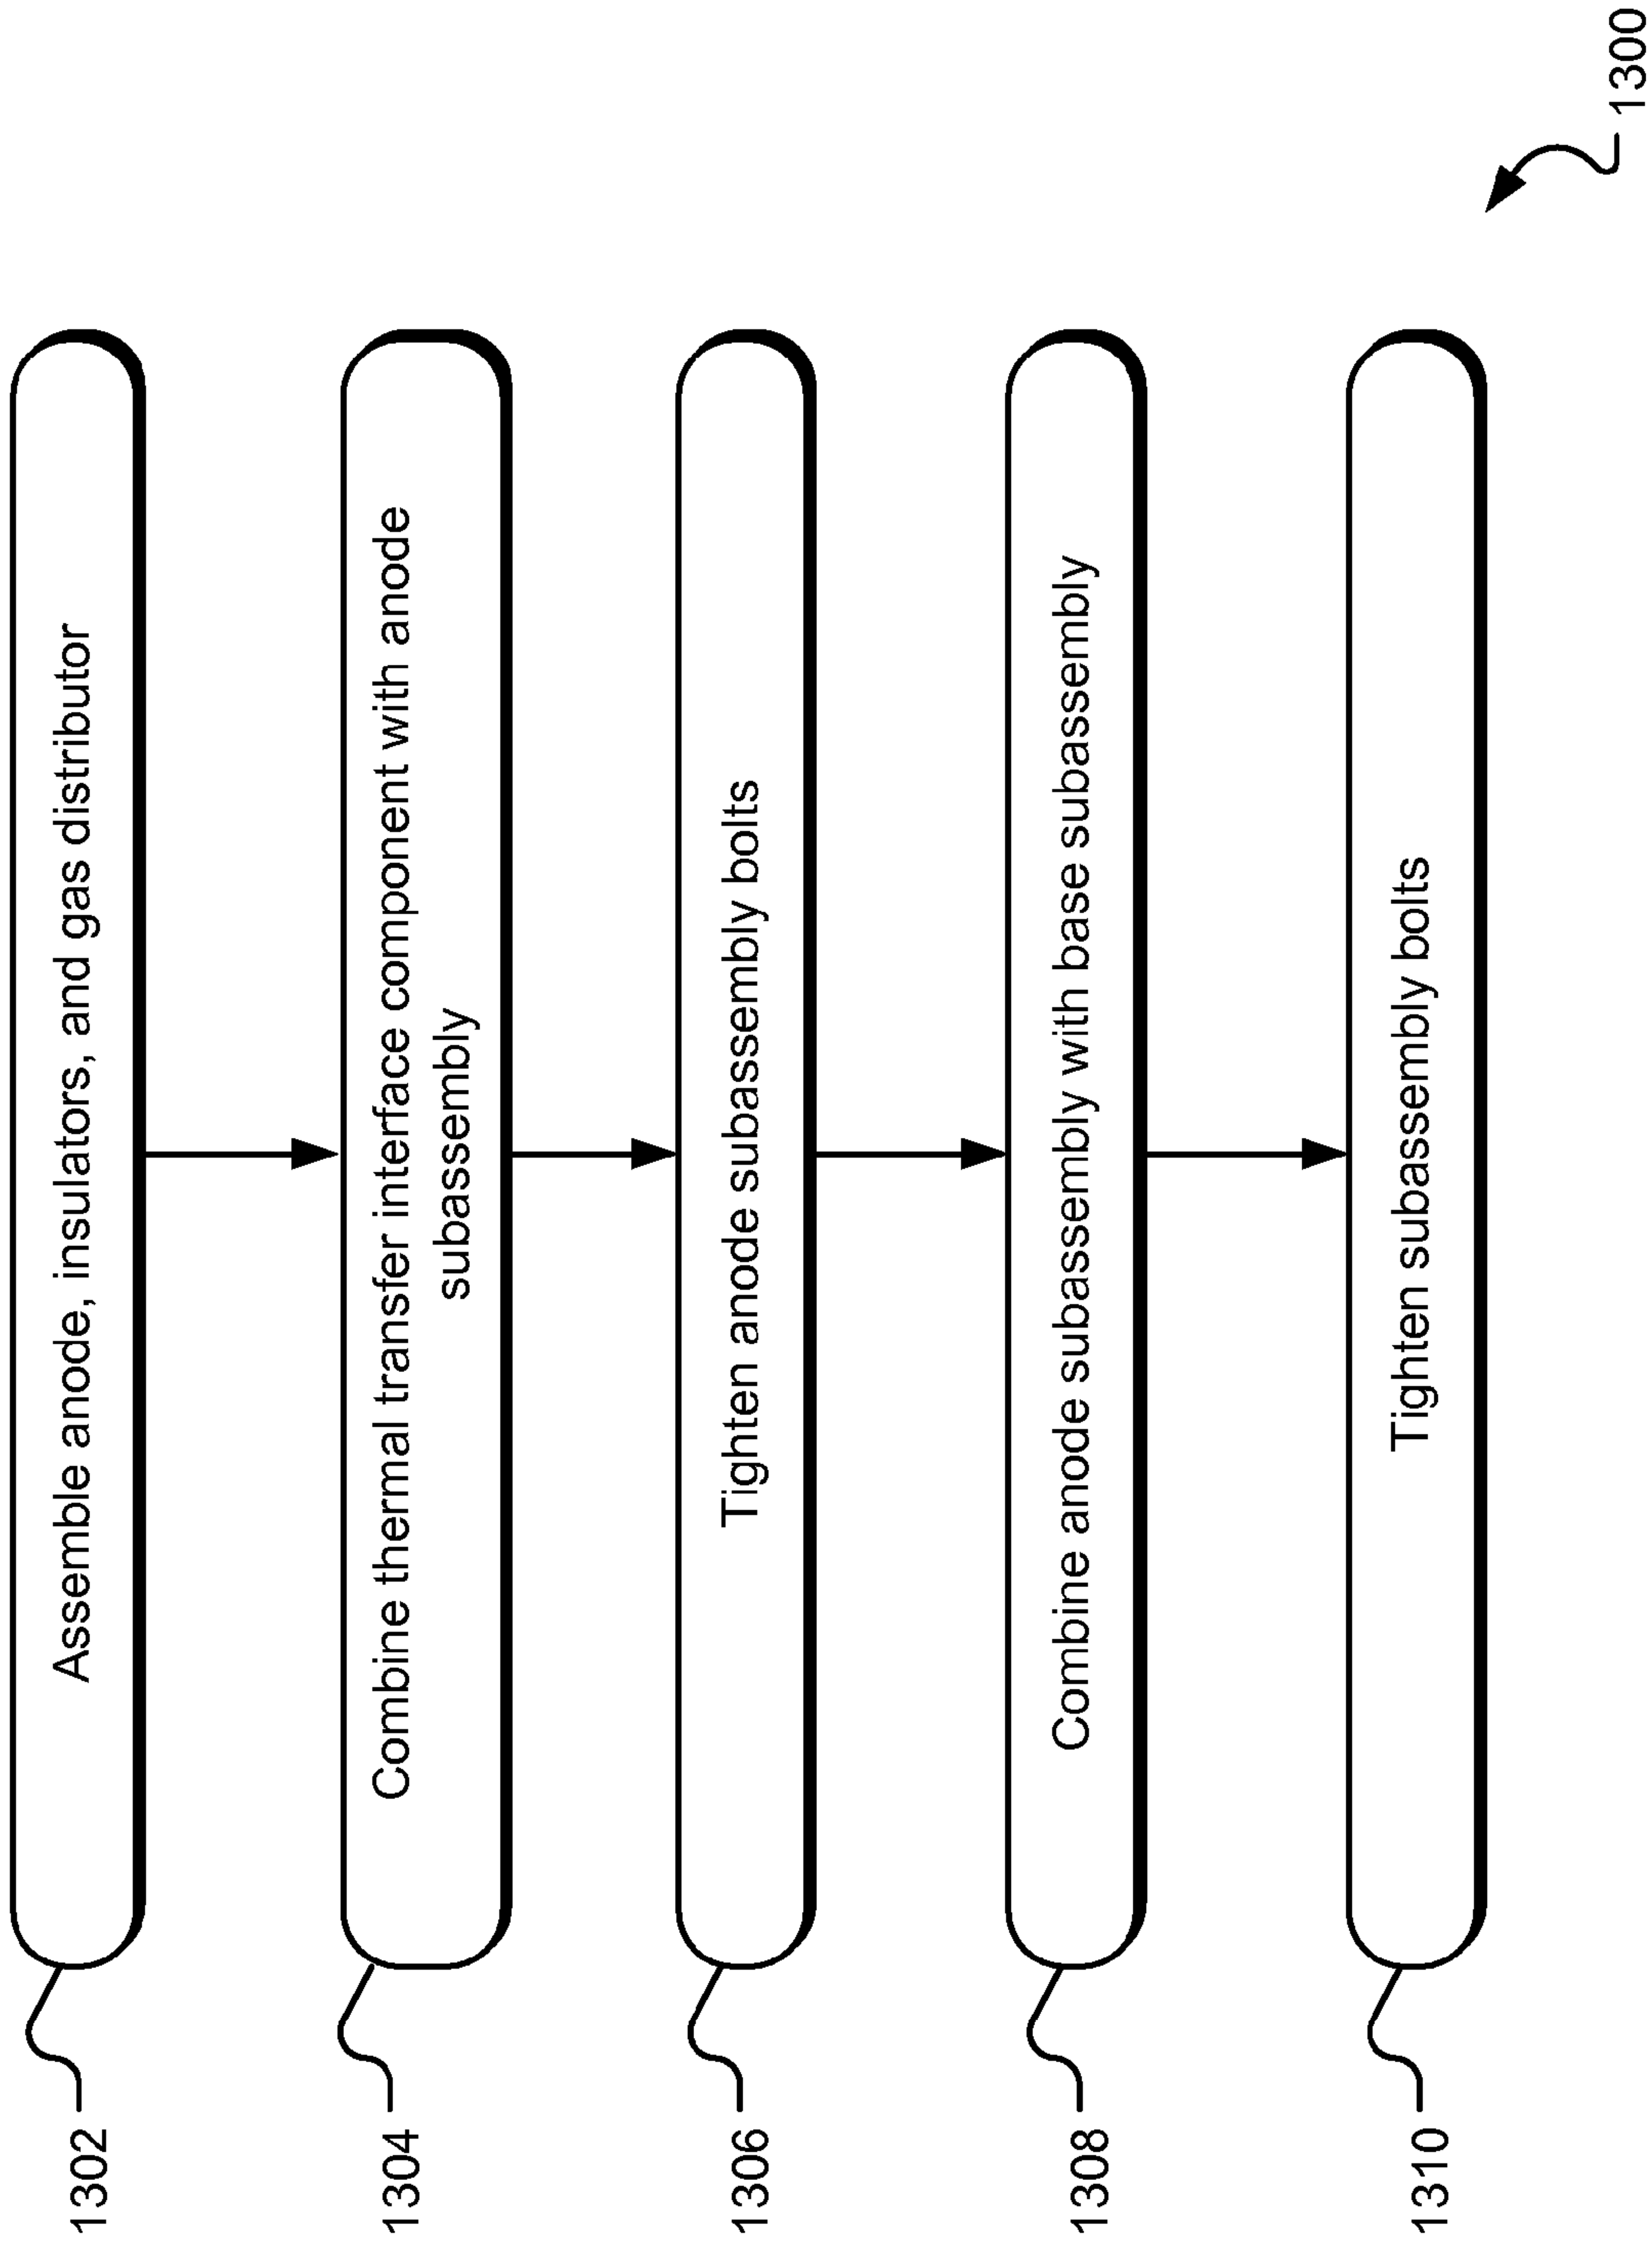 1302
Assemble anode, insulators, and gas distributor
1304
Combine thermal transfer interface component with anode
subassembly
1306
Tighten anode subassembly bolts
1308
Combine anode subassembly with base subassembly
1310
Tighten subassembly bolts
1300